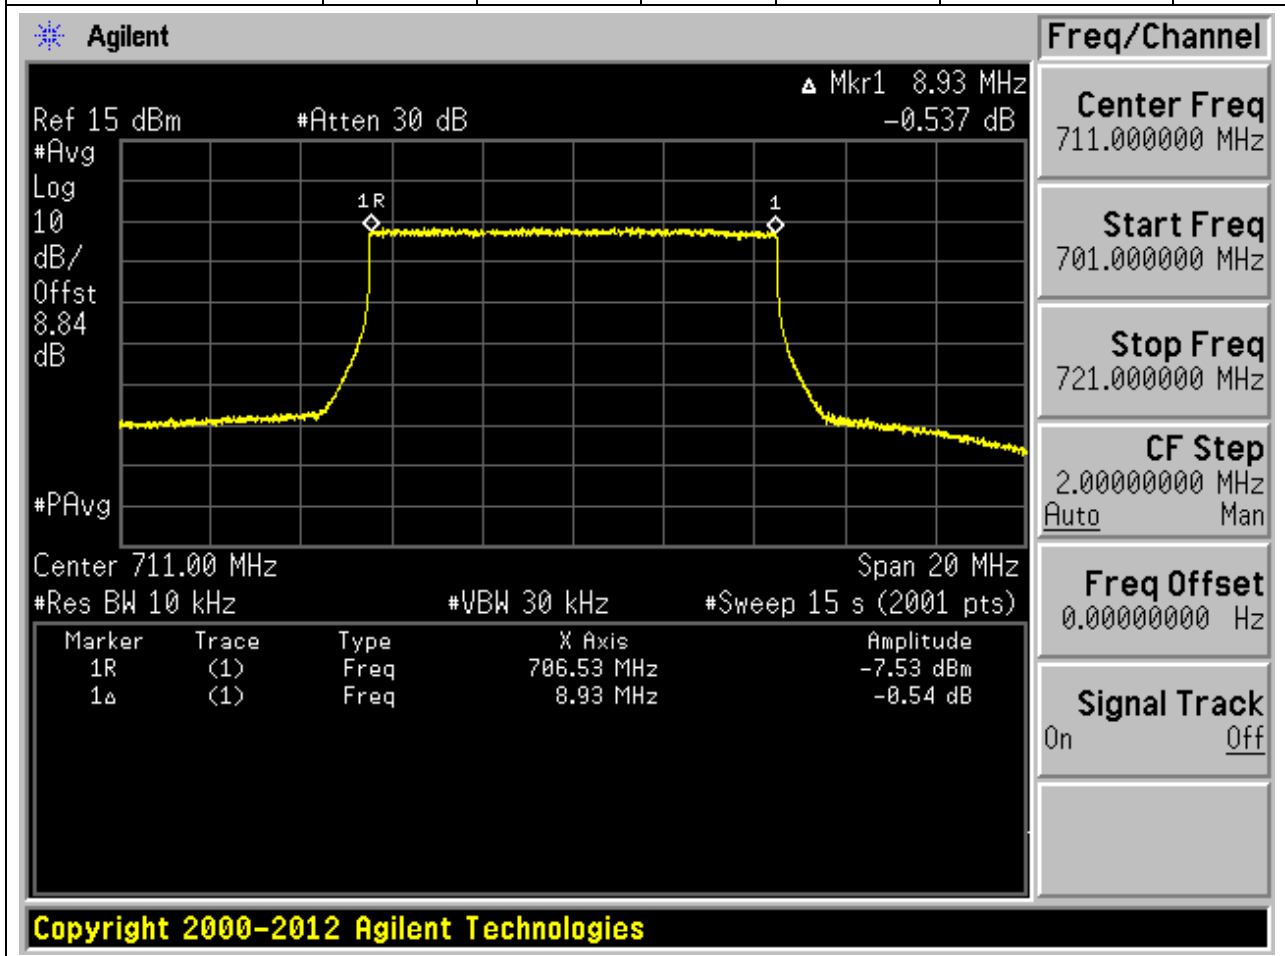 Agilent
Freq/Channel
△ Mkr1 8.93 MHz
Ref 15 dBm #Atten 30 dB −0.537 dB
#Avg
Log
10
dB/
Offst
8.84
dB
1R
1
#PAvg
Center 711.00 MHz Span 20 MHz
#Res BW 10 kHz #VBW 30 kHz #Sweep 15 s (2001 pts)
Marker Trace Type X Axis Amplitude
1R (1) Freq 706.53 MHz −7.53 dBm
1△ (1) Freq 8.93 MHz −0.54 dB
Center Freq
711.000000 MHz
Start Freq
701.000000 MHz
Stop Freq
721.000000 MHz
CF Step
2.00000000 MHz
Auto Man
Freq Offset
0.00000000 Hz
Signal Track
On Off
Copyright 2000–2012 Agilent Technologies